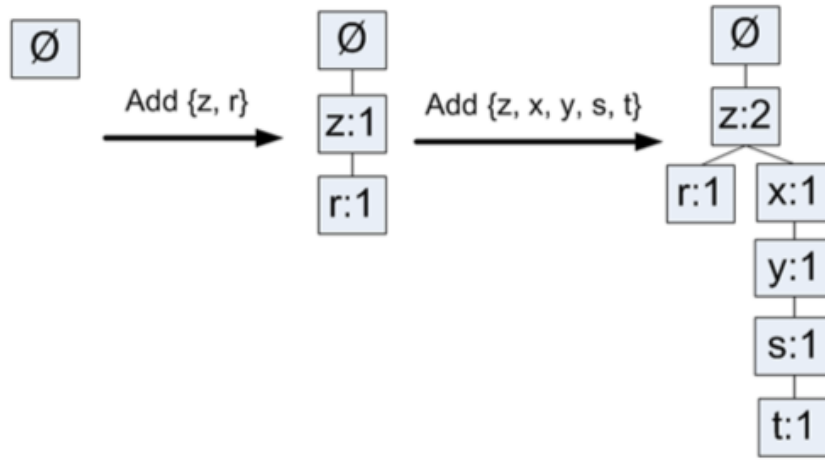 Ø
Add {z, r}
Ø
z:1
r:1
Add {z, x, y, s, t}
Ø
z:2
r:1
x:1
y:1
s:1
t:1